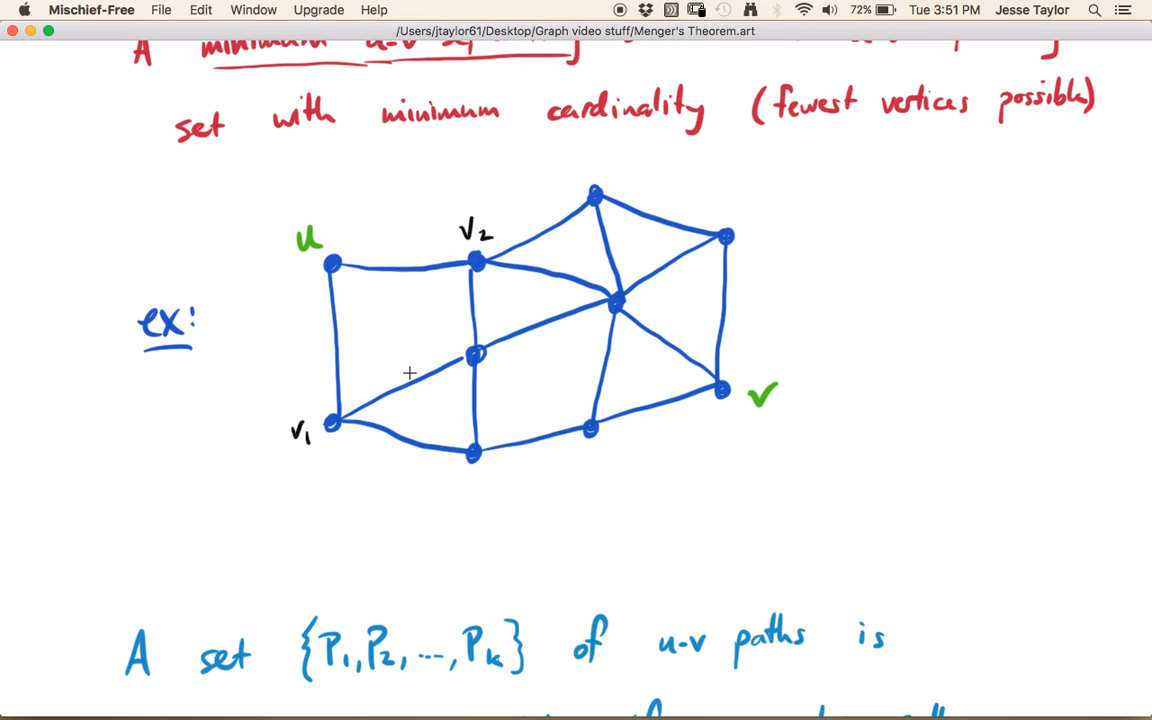 Mischief-Free File Edit Window Upgrade Help 72% Tue 3:51 PM Jesse Taylor
/Users/jtaylor61/Desktop/Graph video stuff/Menger's Theorem.art
A minimum u-v
set with minimum cardinality (fewest vertices possible)
u
v₂
ex:
v
v₁
A set {P₁,P₂, ..., Pₖ} of u-v paths is